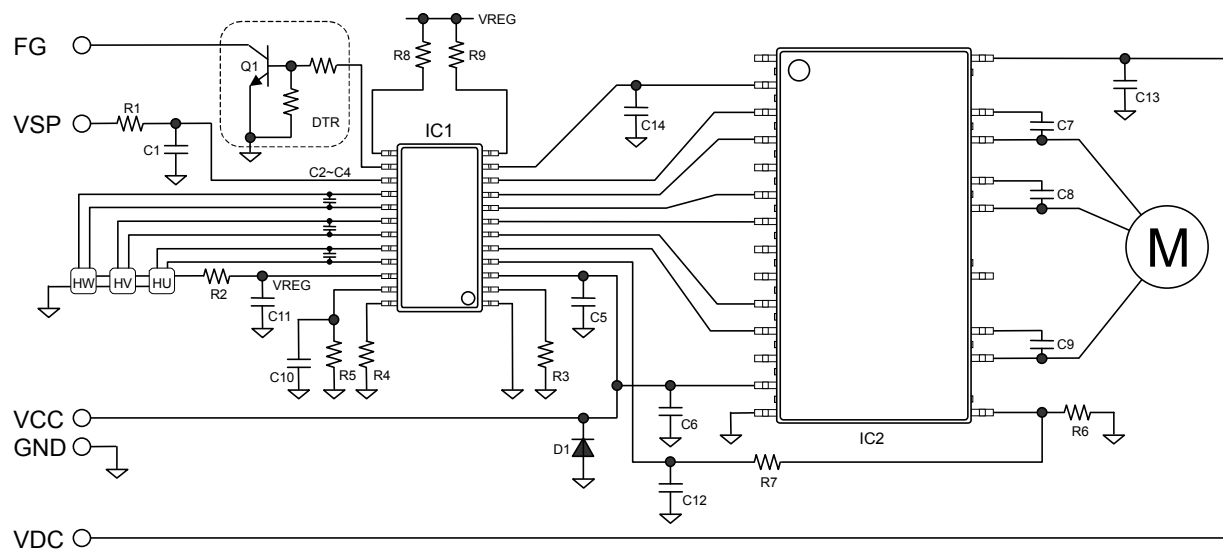 VREG
FG
R8
R9
Q1
C13
DTR
R1
VSP
C14
C7
IC1
C1
C2~C4
C8
M
HW
HV
HU
VREG
R2
C11
C5
C9
C10
R5
R4
R3
VCC
C6
R6
GND
D1
IC2
R7
C12
VDC